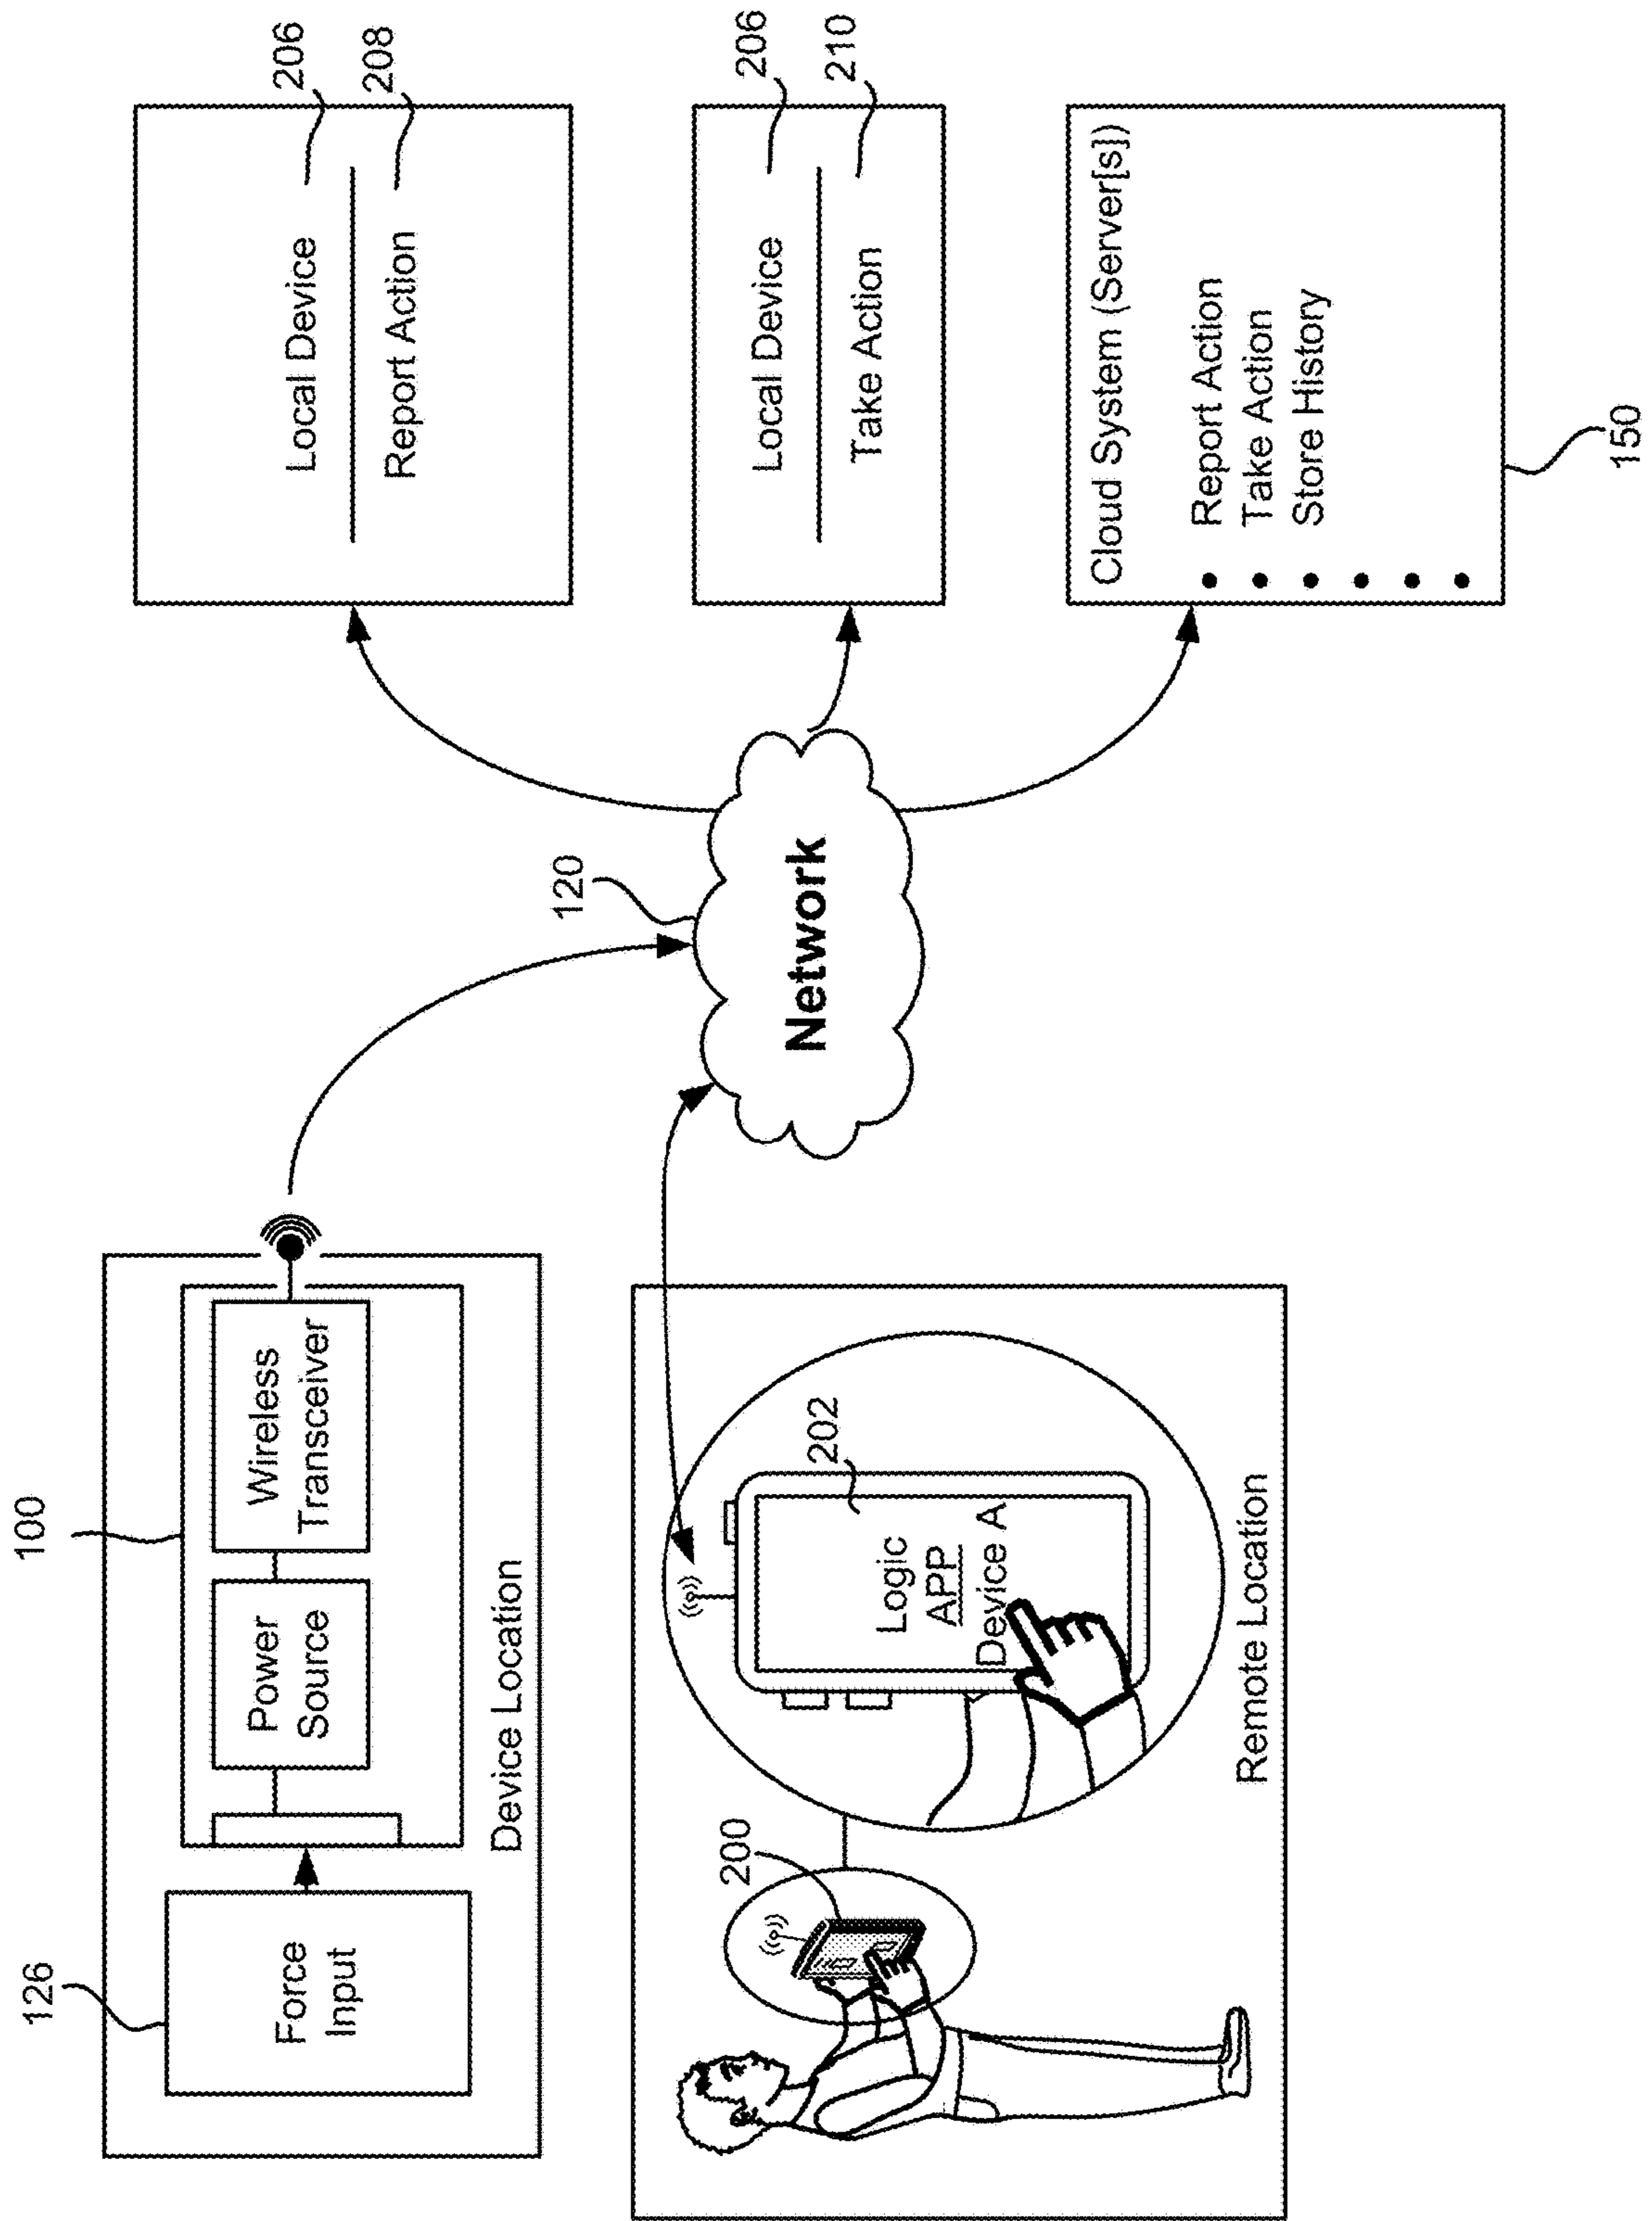 126
Force
Input
100
Power
Source
Wireless
Transceiver
Device Location
200
202
Logic
APP
Device A
Remote Location
120
Network
206
208
Local Device
Report Action
206
210
Local Device
Take Action
Cloud System (Server[s])
• Report Action
• Take Action
• Store History
•
•
•
150